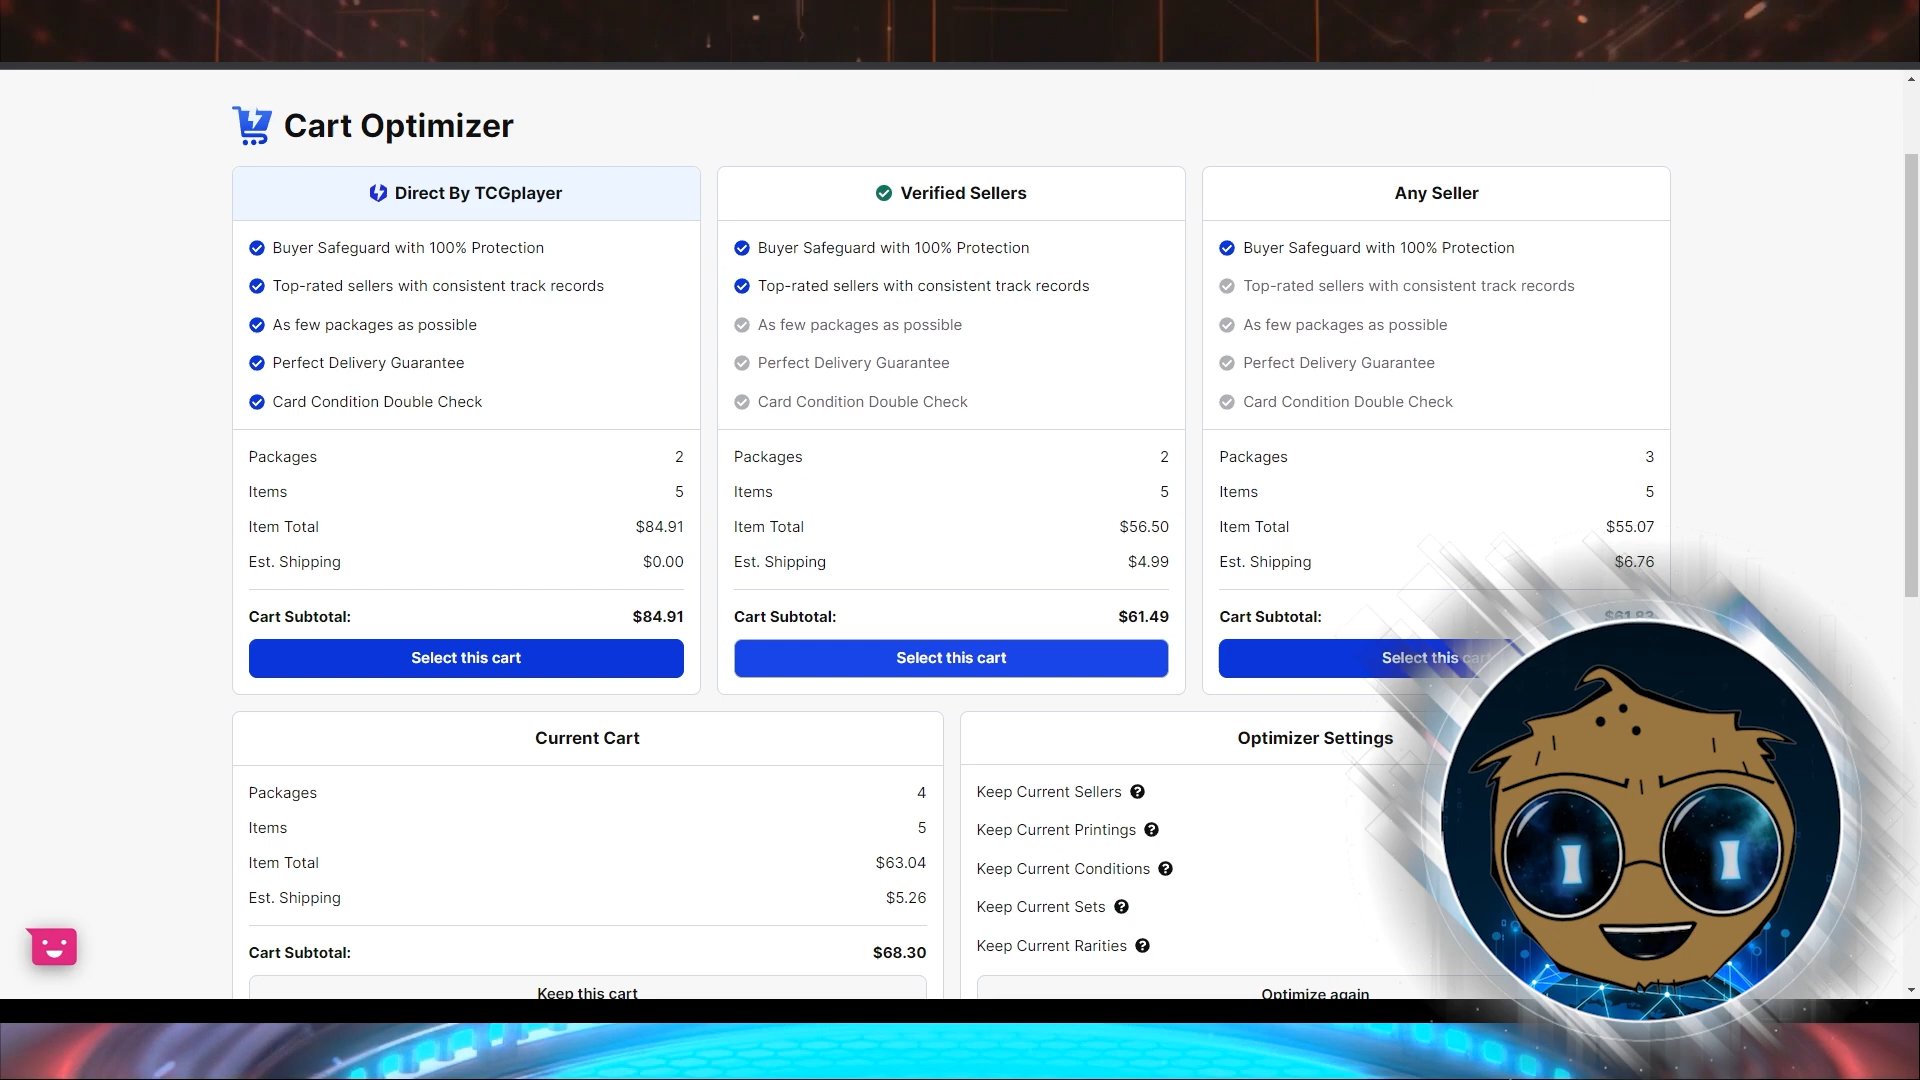 Cart Optimizer
Direct By TCGplayer
Buyer Safeguard with 100% Protection
Top-rated sellers with consistent track records
As few packages as possible
Perfect Delivery Guarantee
Card Condition Double Check
Packages 2
Items 5
Item Total $84.91
Est. Shipping $0.00
Cart Subtotal: $84.91
Select this cart
Verified Sellers
Buyer Safeguard with 100% Protection
Top-rated sellers with consistent track records
As few packages as possible
Perfect Delivery Guarantee
Card Condition Double Check
Packages 2
Items 5
Item Total $56.50
Est. Shipping $4.99
Cart Subtotal: $61.49
Select this cart
Any Seller
Buyer Safeguard with 100% Protection
Top-rated sellers with consistent track records
As few packages as possible
Perfect Delivery Guarantee
Card Condition Double Check
Packages 3
Items 5
Item Total $55.07
Est. Shipping $6.76
Cart Subtotal: $61.83
Select this cart
Current Cart
Packages 4
Items 5
Item Total $63.04
Est. Shipping $5.26
Cart Subtotal: $68.30
Keep this cart
Optimizer Settings
Keep Current Sellers ?
Keep Current Printings ?
Keep Current Conditions ?
Keep Current Sets ?
Keep Current Rarities ?
Optimize again